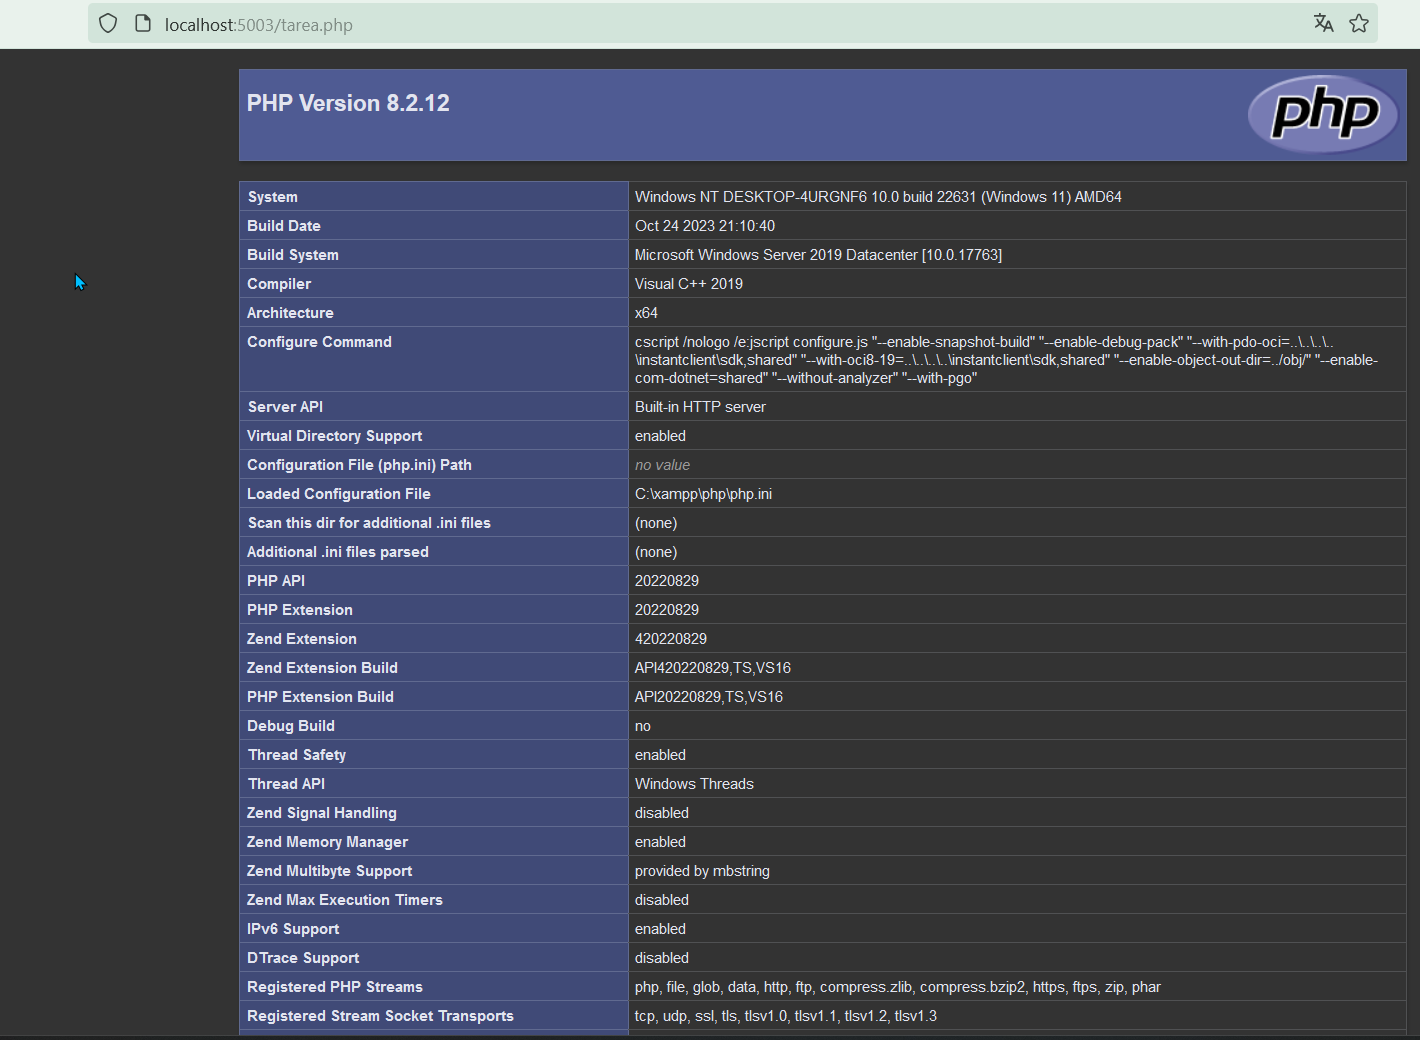 localhost:5003/tarea.php
PHP Version 8.2.12
php
System Windows NT DESKTOP-4URGNF6 10.0 build 22631 (Windows 11) AMD64
Build Date Oct 24 2023 21:10:40
Build System Microsoft Windows Server 2019 Datacenter [10.0.17763]
Compiler Visual C++ 2019
Architecture x64
Configure Command cscript /nologo /e:jscript configure.js "--enable-snapshot-build" "--enable-debug-pack" "--with-pdo-oci=..\..\..\..
\instantclient\sdk,shared" "--with-oci8-19=..\..\..\..\instantclient\sdk,shared" "--enable-object-out-dir=../obj/" "--enable-
com-dotnet=shared" "--without-analyzer" "--with-pgo"
Server API Built-in HTTP server
Virtual Directory Support enabled
Configuration File (php.ini) Path no value
Loaded Configuration File C:\xampp\php\php.ini
Scan this dir for additional .ini files (none)
Additional .ini files parsed (none)
PHP API 20220829
PHP Extension 20220829
Zend Extension 420220829
Zend Extension Build API420220829,TS,VS16
PHP Extension Build API20220829,TS,VS16
Debug Build no
Thread Safety enabled
Thread API Windows Threads
Zend Signal Handling disabled
Zend Memory Manager enabled
Zend Multibyte Support provided by mbstring
Zend Max Execution Timers disabled
IPv6 Support enabled
DTrace Support disabled
Registered PHP Streams php, file, glob, data, http, ftp, compress.zlib, compress.bzip2, https, ftps, zip, phar
Registered Stream Socket Transports tcp, udp, ssl, tls, tlsv1.0, tlsv1.1, tlsv1.2, tlsv1.3